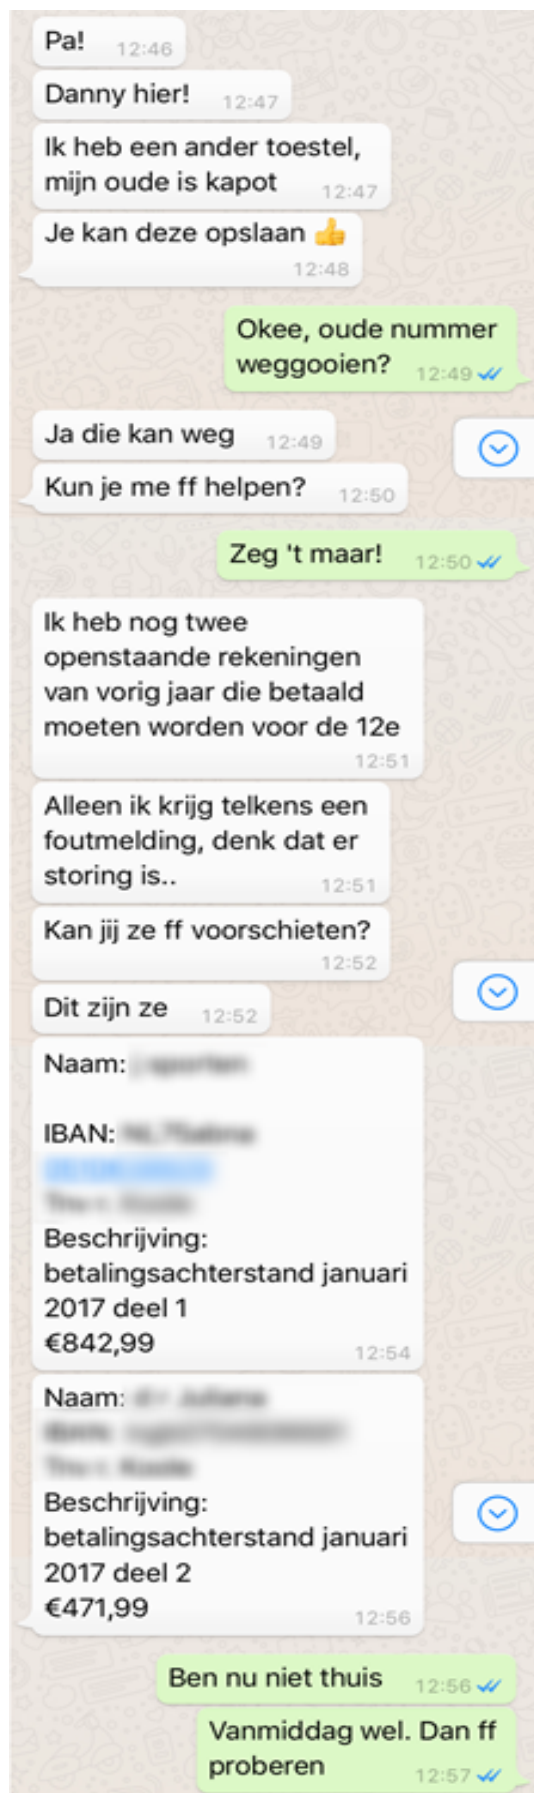 Pa! 12:46
Danny hier! 12:47
Ik heb een ander toestel,
mijn oude is kapot 12:47
Je kan deze opslaan 👍
12:48
Okee, oude nummer
weggooien? 12:49
Ja die kan weg 12:49
Kun je me ff helpen? 12:50
Zeg 't maar! 12:50
Ik heb nog twee
openstaande rekeningen
van vorig jaar die betaald
moeten worden voor de 12e
12:51
Alleen ik krijg telkens een
foutmelding, denk dat er
storing is.. 12:51
Kan jij ze ff voorschieten?
12:52
Dit zijn ze 12:52
Naam:
IBAN:
Beschrijving:
betalingsachterstand januari
2017 deel 1
€842,99 12:54
Naam:
Beschrijving:
betalingsachterstand januari
2017 deel 2
€471,99 12:56
Ben nu niet thuis 12:56
Vanmiddag wel. Dan ff
proberen 12:57